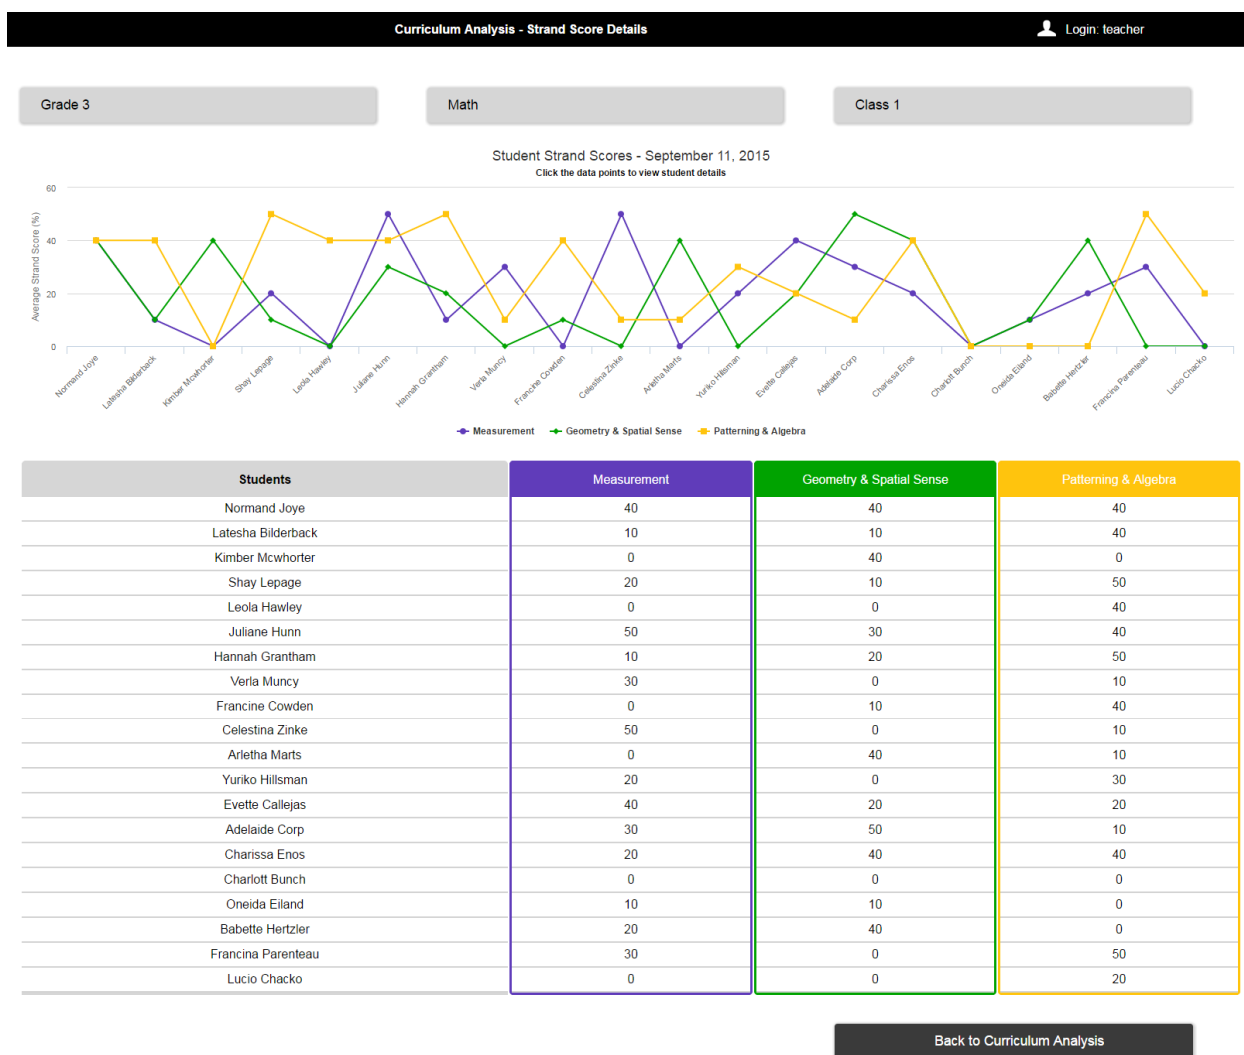 Curriculum Analysis - Strand Score Details
Login: teacher
Grade 3
Math
Class 1
Student Strand Scores - September 11, 2015
Click the data points to view student details
Average Strand Score (%)
60
40
20
0
Normand Joye
Latesha Bilderback
Kimber Mcwhorter
Shay Lepage
Leola Hawley
Juliane Hunn
Hannah Grantham
Verla Muncy
Francine Cowden
Celestina Zinke
Arletha Marts
Yuriko Hillsman
Evette Callejas
Adelaide Corp
Charissa Enos
Charlott Bunch
Oneida Eiland
Babette Hertzler
Francina Parenteau
Lucio Chacko
Measurement Geometry & Spatial Sense Patterning & Algebra
Students Measurement Geometry & Spatial Sense Patterning & Algebra
Normand Joye 40 40 40
Latesha Bilderback 10 10 40
Kimber Mcwhorter 0 40 0
Shay Lepage 20 10 50
Leola Hawley 0 0 40
Juliane Hunn 50 30 40
Hannah Grantham 10 20 50
Verla Muncy 30 0 10
Francine Cowden 0 10 40
Celestina Zinke 50 0 10
Arletha Marts 0 40 10
Yuriko Hillsman 20 0 30
Evette Callejas 40 20 20
Adelaide Corp 30 50 10
Charissa Enos 20 40 40
Charlott Bunch 0 0 0
Oneida Eiland 10 10 0
Babette Hertzler 20 40 0
Francina Parenteau 30 0 50
Lucio Chacko 0 0 20
Back to Curriculum Analysis